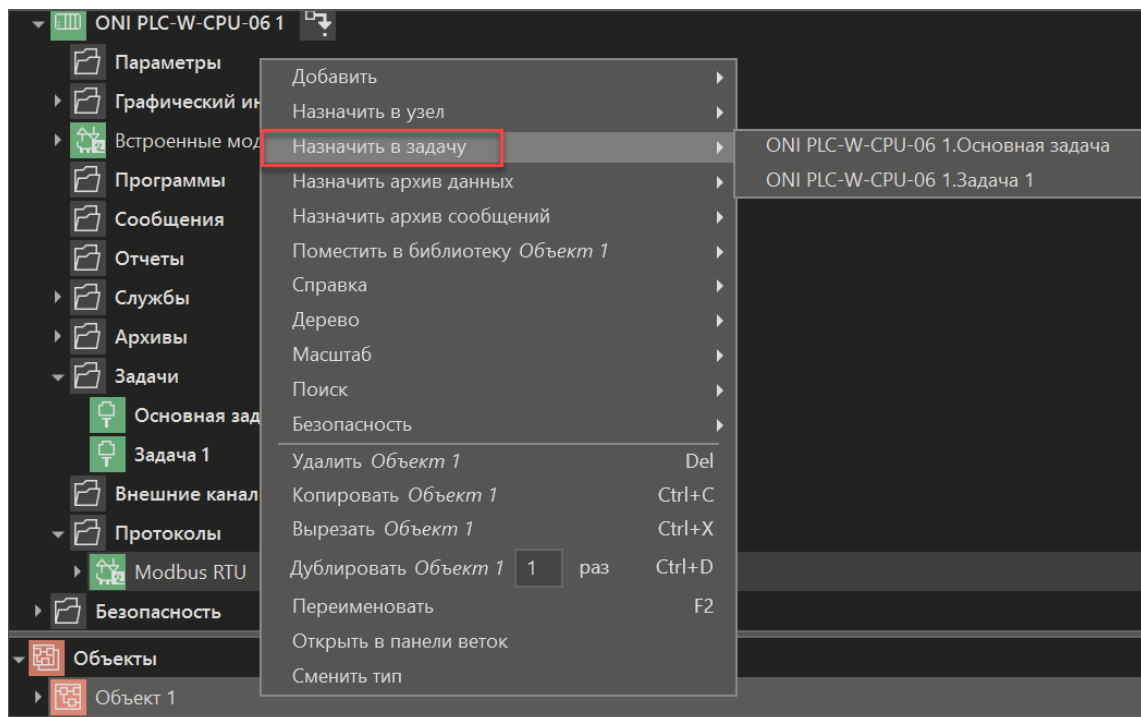 ONI PLC-W-CPU-06 1
Параметры
Графический ин
Встроенные мод
Программы
Сообщения
Отчеты
Службы
Архивы
Задачи
Основная зад
Задача 1
Внешние канал
Протоколы
Modbus RTU
Безопасность
Объекты
Объект 1
Добавить
Назначить в узел
Назначить в задачу
Назначить архив данных
Назначить архив сообщений
Поместить в библиотеку Объект 1
Справка
Дерево
Масштаб
Поиск
Безопасность
Удалить Объект 1 Del
Копировать Объект 1 Ctrl+C
Вырезать Объект 1 Ctrl+X
Дублировать Объект 1 1 раз Ctrl+D
Переименовать F2
Открыть в панели веток
Сменить тип
ONI PLC-W-CPU-06 1.Основная задача
ONI PLC-W-CPU-06 1.Задача 1